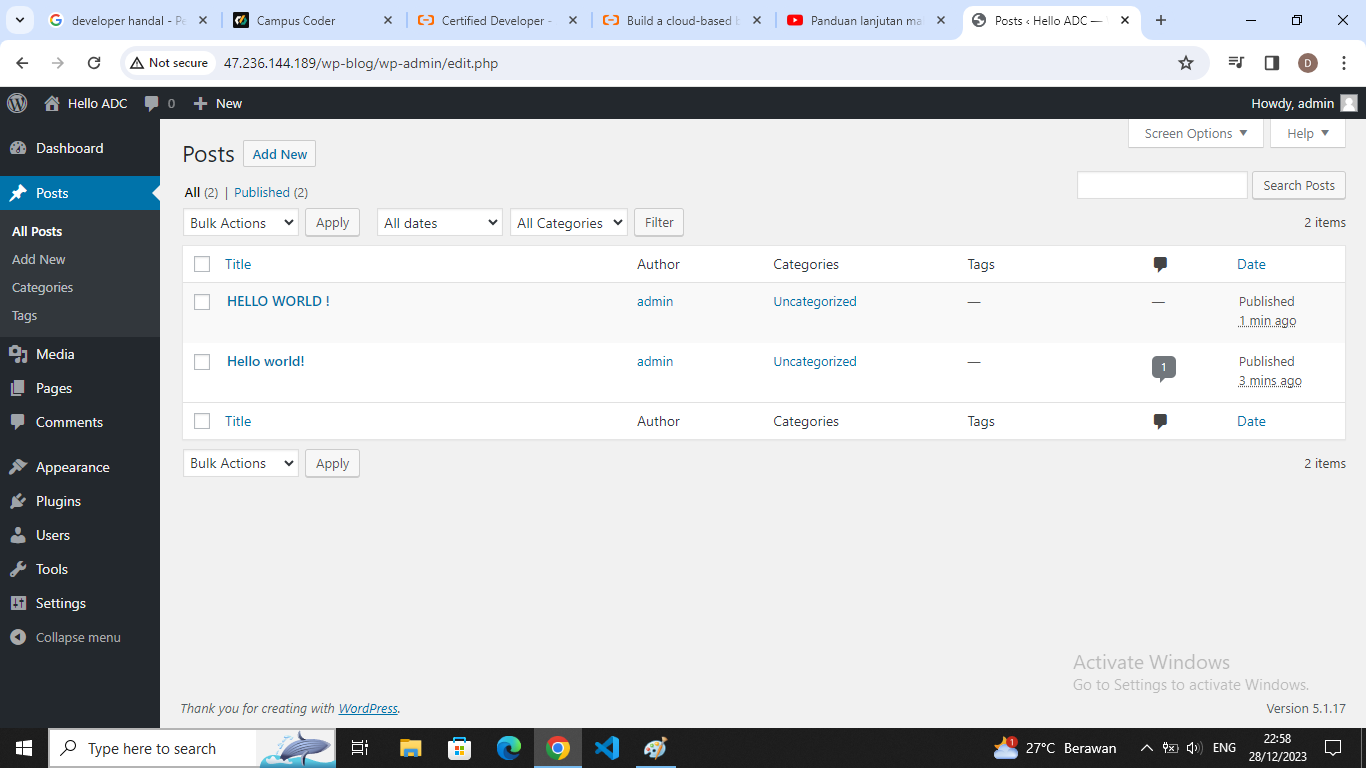 developer handal - Pe
Campus Coder
Certified Developer -
Build a cloud-based b
Panduan lanjutan ma
Posts ‹ Hello ADC —
Not secure
47.236.144.189/wp-blog/wp-admin/edit.php
D
Hello ADC
0
New
Howdy, admin
Dashboard
Posts
All Posts
Add New
Categories
Tags
Media
Pages
Comments
Appearance
Plugins
Users
Tools
Settings
Collapse menu
Screen Options
Help
Posts
Add New
All (2) | Published (2)
Search Posts
Bulk Actions
Apply
All dates
All Categories
Filter
2 items
Title Author Categories Tags Date
HELLO WORLD ! admin Uncategorized — — Published
1 min ago
Hello world! admin Uncategorized — 1 Published
3 mins ago
Title Author Categories Tags Date
Bulk Actions
Apply
2 items
Activate Windows
Go to Settings to activate Windows.
Thank you for creating with WordPress.
Version 5.1.17
Type here to search
1
27°C Berawan
ENG
22:58
28/12/2023